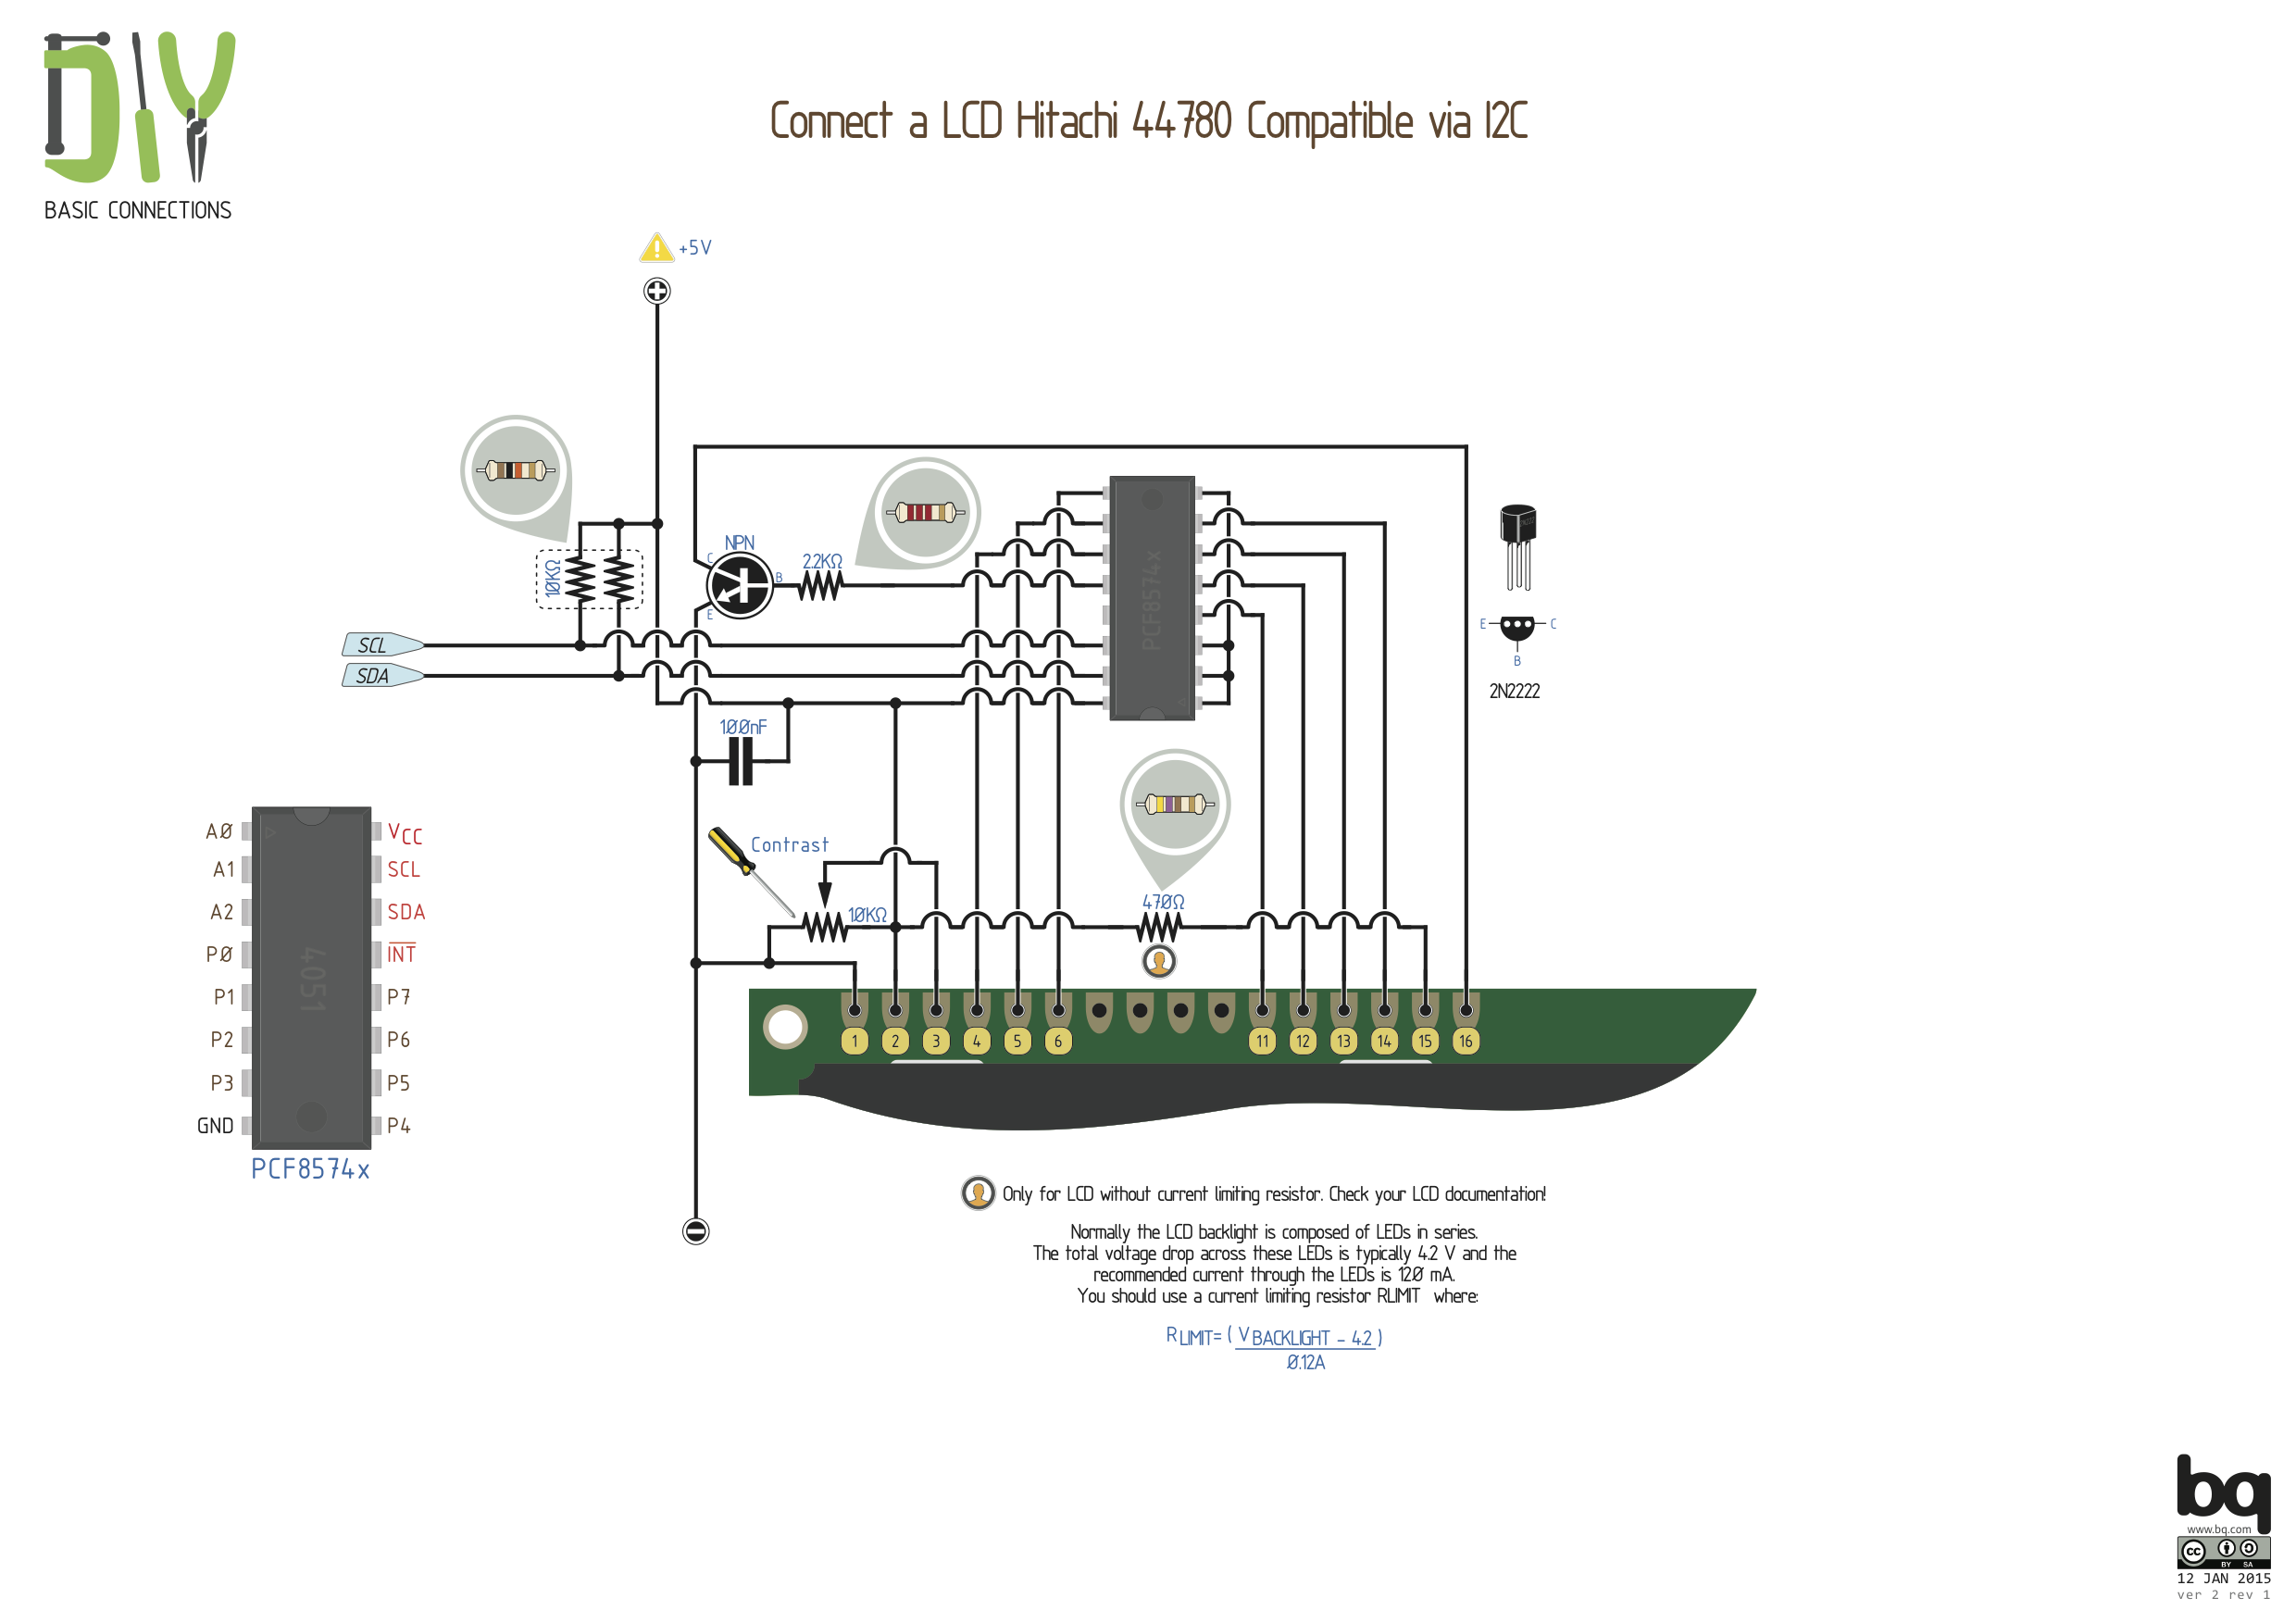 DIY
BASIC CONNECTIONS
Connect a LCD Hitachi 44780 Compatible via I2C
+5V
10KΩ
NPN
C
B
E
2.2KΩ
PCF8574x
SCL
SDA
100nF
E C
B
2N2222
Contrast
10KΩ
470Ω
1 2 3 4 5 6 11 12 13 14 15 16
A0 VCC
A1 SCL
A2 SDA
P0 INT
P1 P7
P2 P6
P3 P5
GND P4
4051
PCF8574x
Only for LCD without current limiting resistor. Check your LCD documentation!
Normally the LCD backlight is composed of LEDs in series.
The total voltage drop across these LEDs is typically 4.2 V and the
recommended current through the LEDs is 120 mA.
You should use a current limiting resistor RLIMIT where:
RLIMIT= ( VBACKLIGHT - 4.2 )
0.12A
bq
www.bq.com
cc
BY SA
12 JAN 2015
ver 2 rev 1